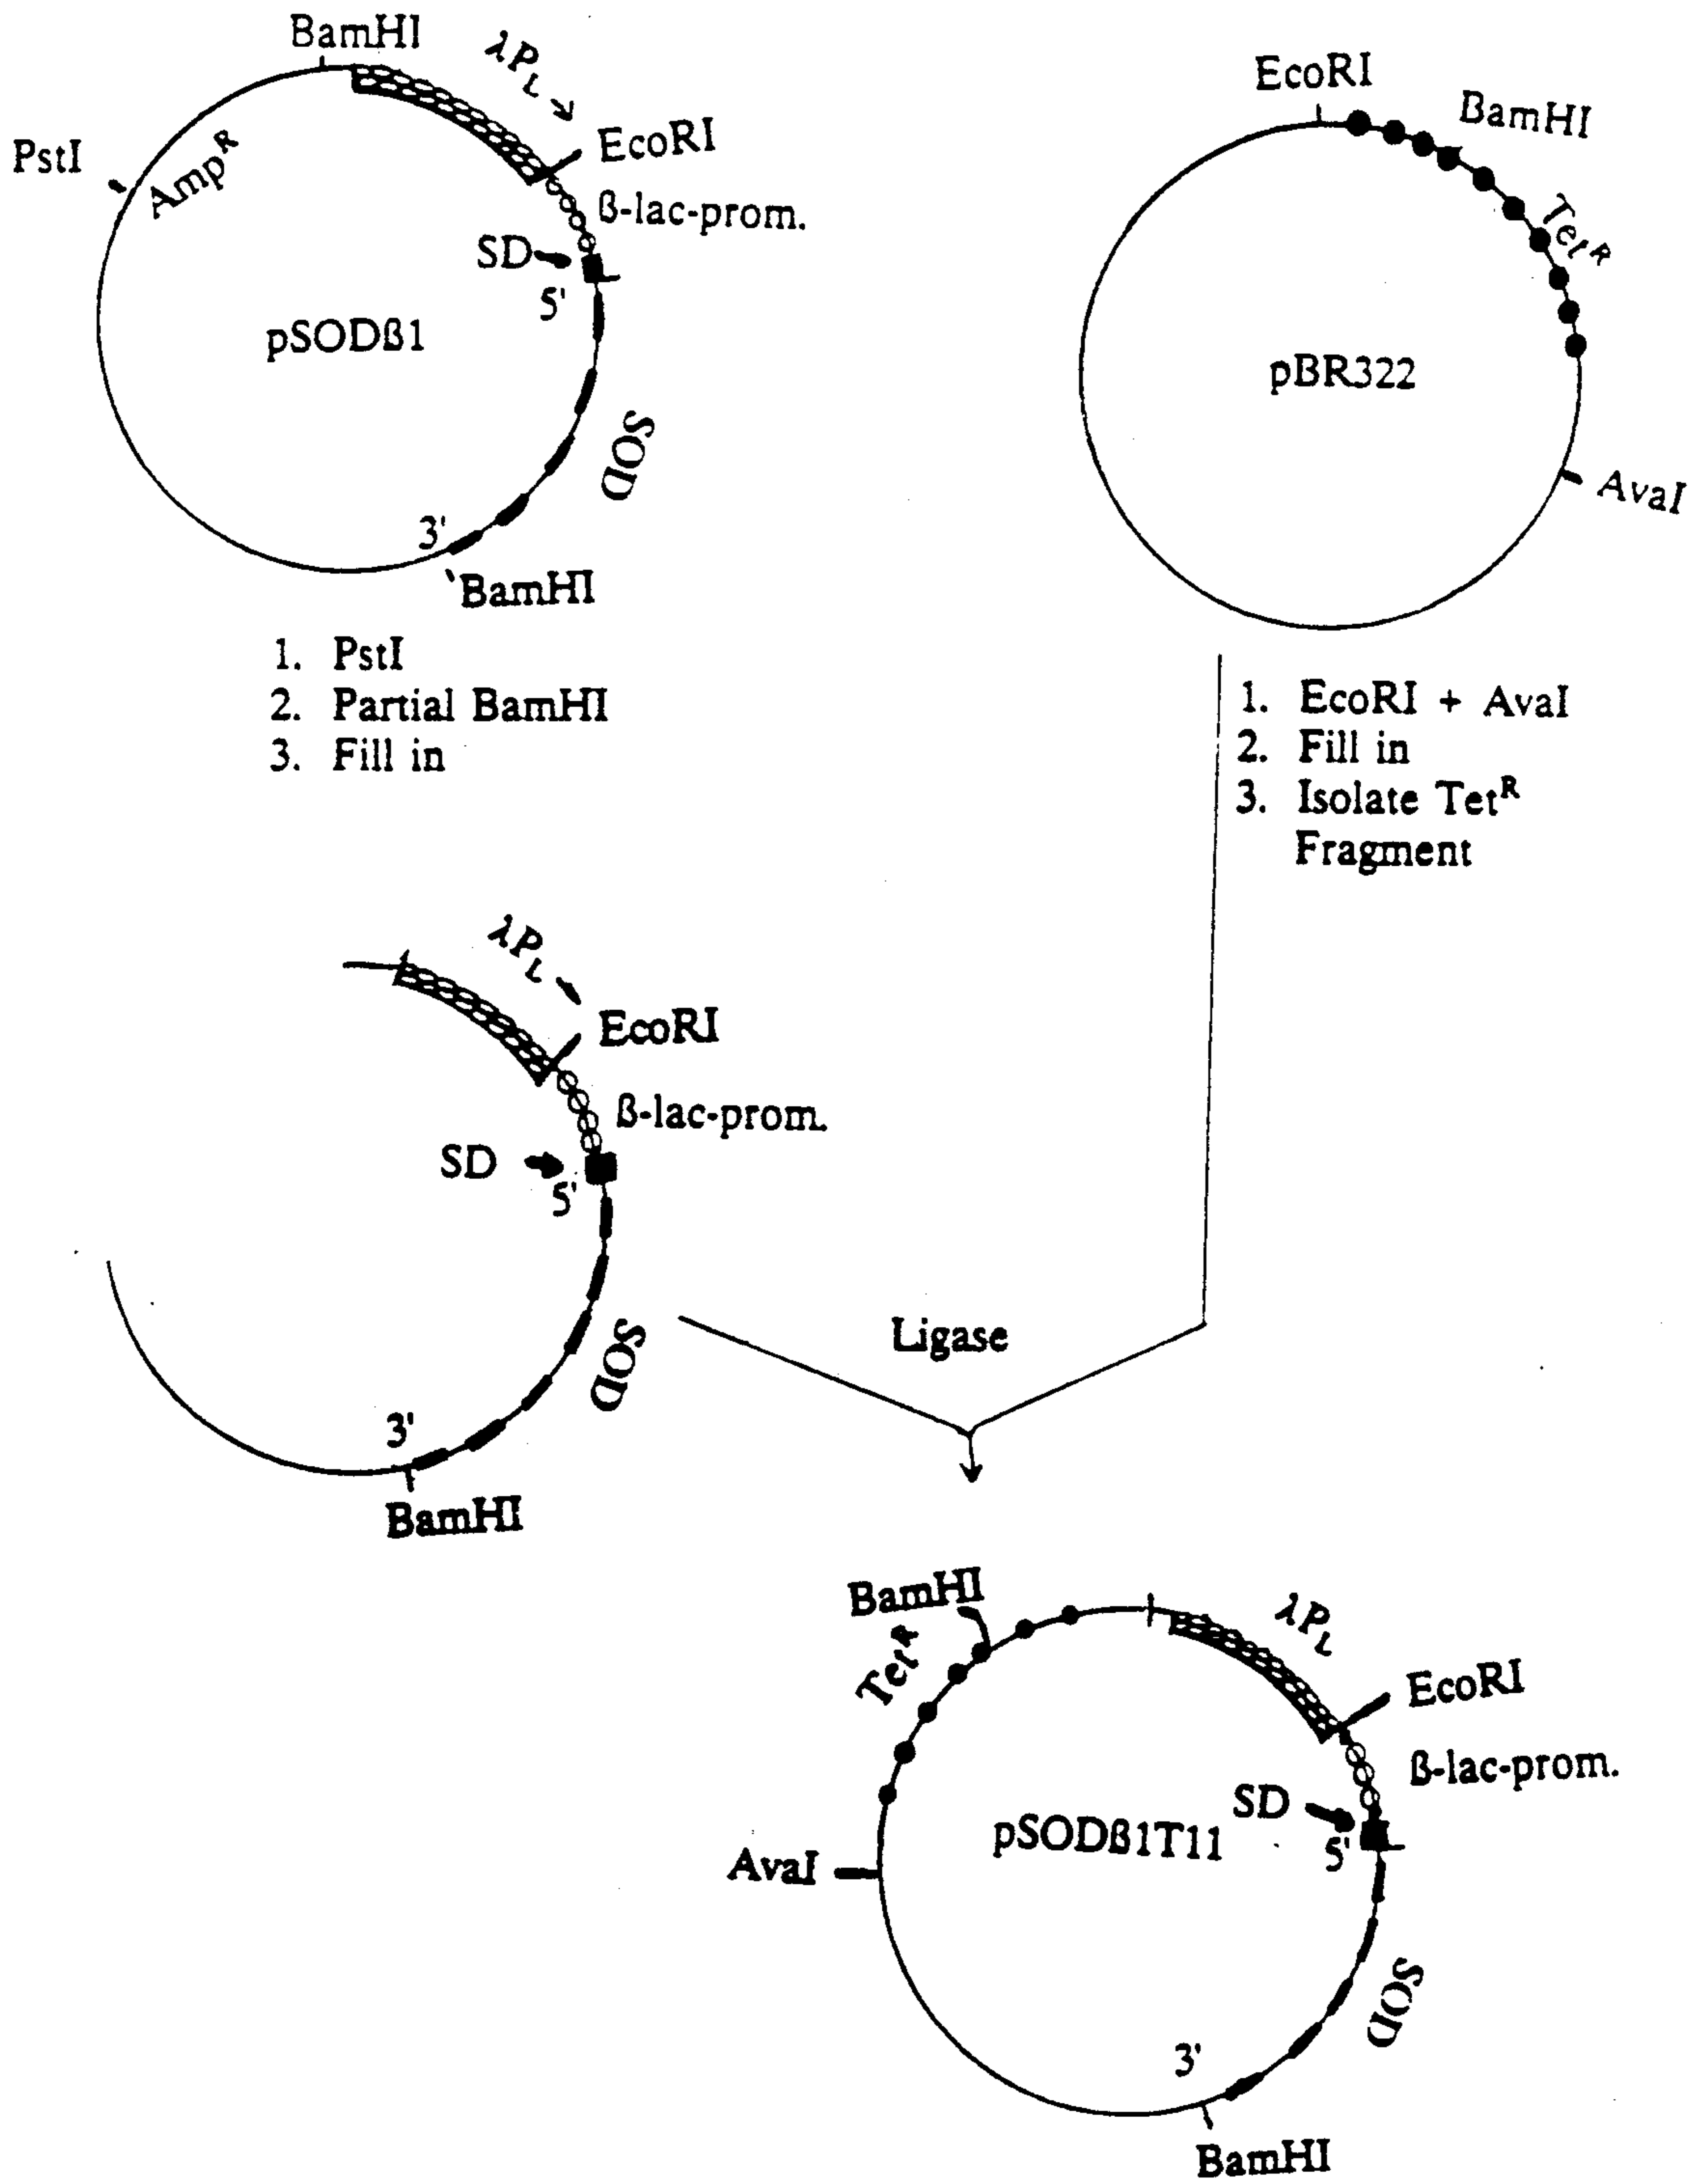 BamHI
λPL
EcoRI
PstI
AmpR
ß-lac-prom.
SD
5'
pSODß1
SOD
3'
BamHI
EcoRI
BamHI
TetR
pBR322
AvaI
1. PstI
2. Partial BamHI
3. Fill in
1. EcoRI + AvaI
2. Fill in
3. Isolate TetR
Fragment
λPL
EcoRI
ß-lac-prom.
SD
5'
SOD
3'
BamHI
Ligase
BamHI
TetR
λPL
EcoRI
ß-lac-prom.
SD
5'
pSODß1T11
AvaI
SOD
3'
BamHI